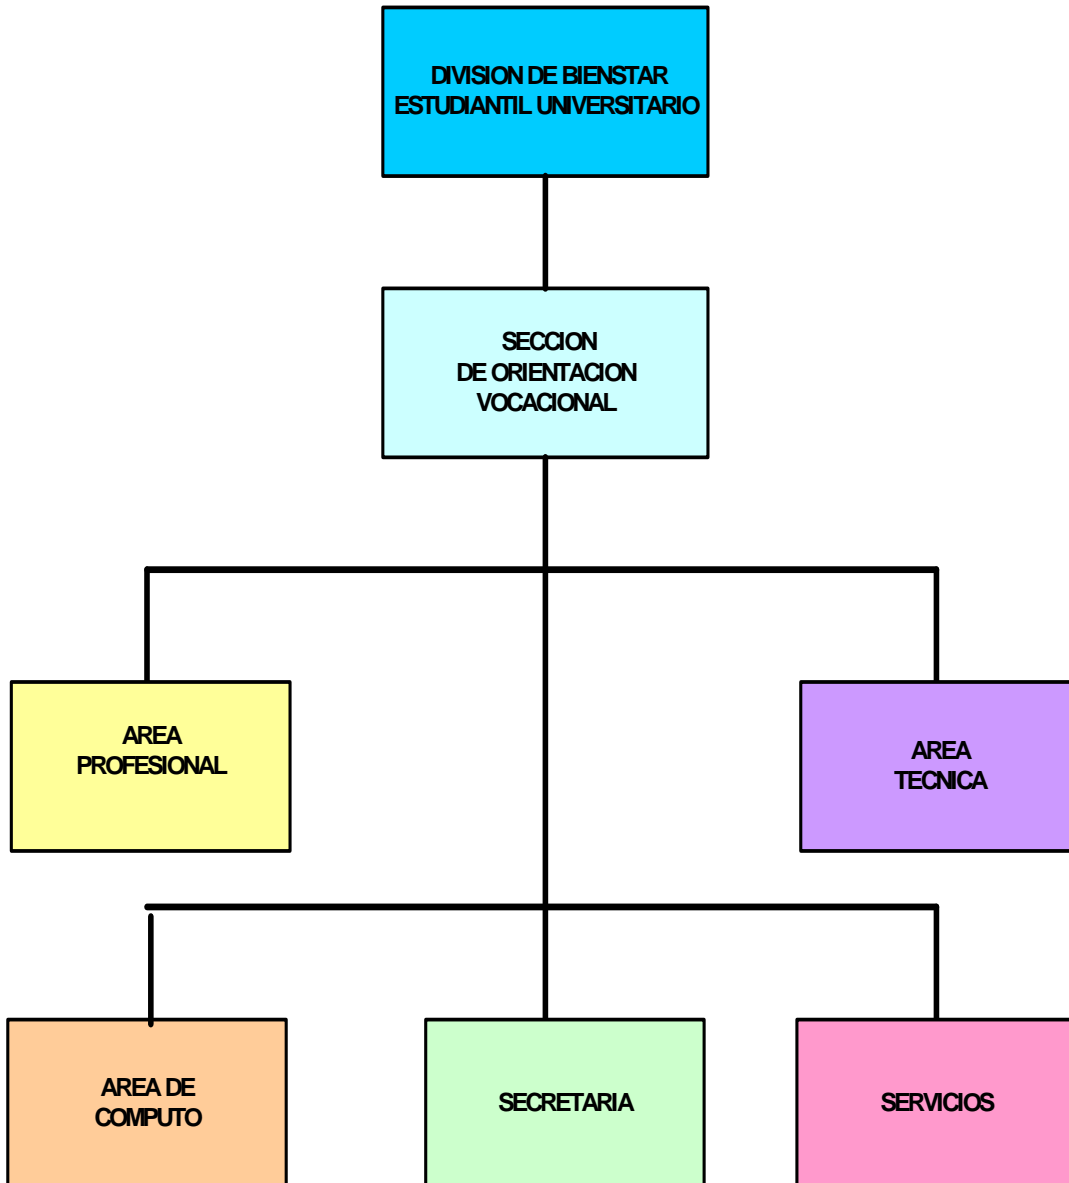 DIVISION DE BIENSTAR
ESTUDIANTIL UNIVERSITARIO
SECCION
DE ORIENTACION
VOCACIONAL
AREA
PROFESIONAL
AREA
TECNICA
AREA DE
COMPUTO
SECRETARIA
SERVICIOS